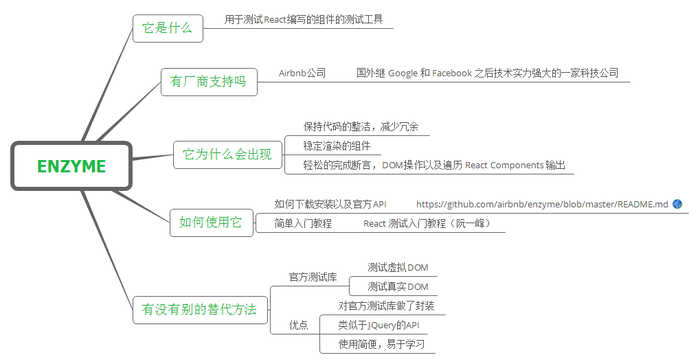 ENZYME
它是什么
用于测试React编写的组件的测试工具
有厂商支持吗
Airbnb公司
国外继 Google 和 Facebook 之后技术实力强大的一家科技公司
它为什么会出现
保持代码的整洁，减少冗余
稳定渲染的组件
轻松的完成断言，DOM操作以及遍历 React Components 输出
如何使用它
如何下载安装以及官方API
https://github.com/airbnb/enzyme/blob/master/README.md
简单入门教程
React 测试入门教程（阮一峰）
有没有别的替代方法
官方测试库
测试虚拟DOM
测试真实DOM
优点
对官方测试库做了封装
类似于JQuery的API
使用简便，易于学习